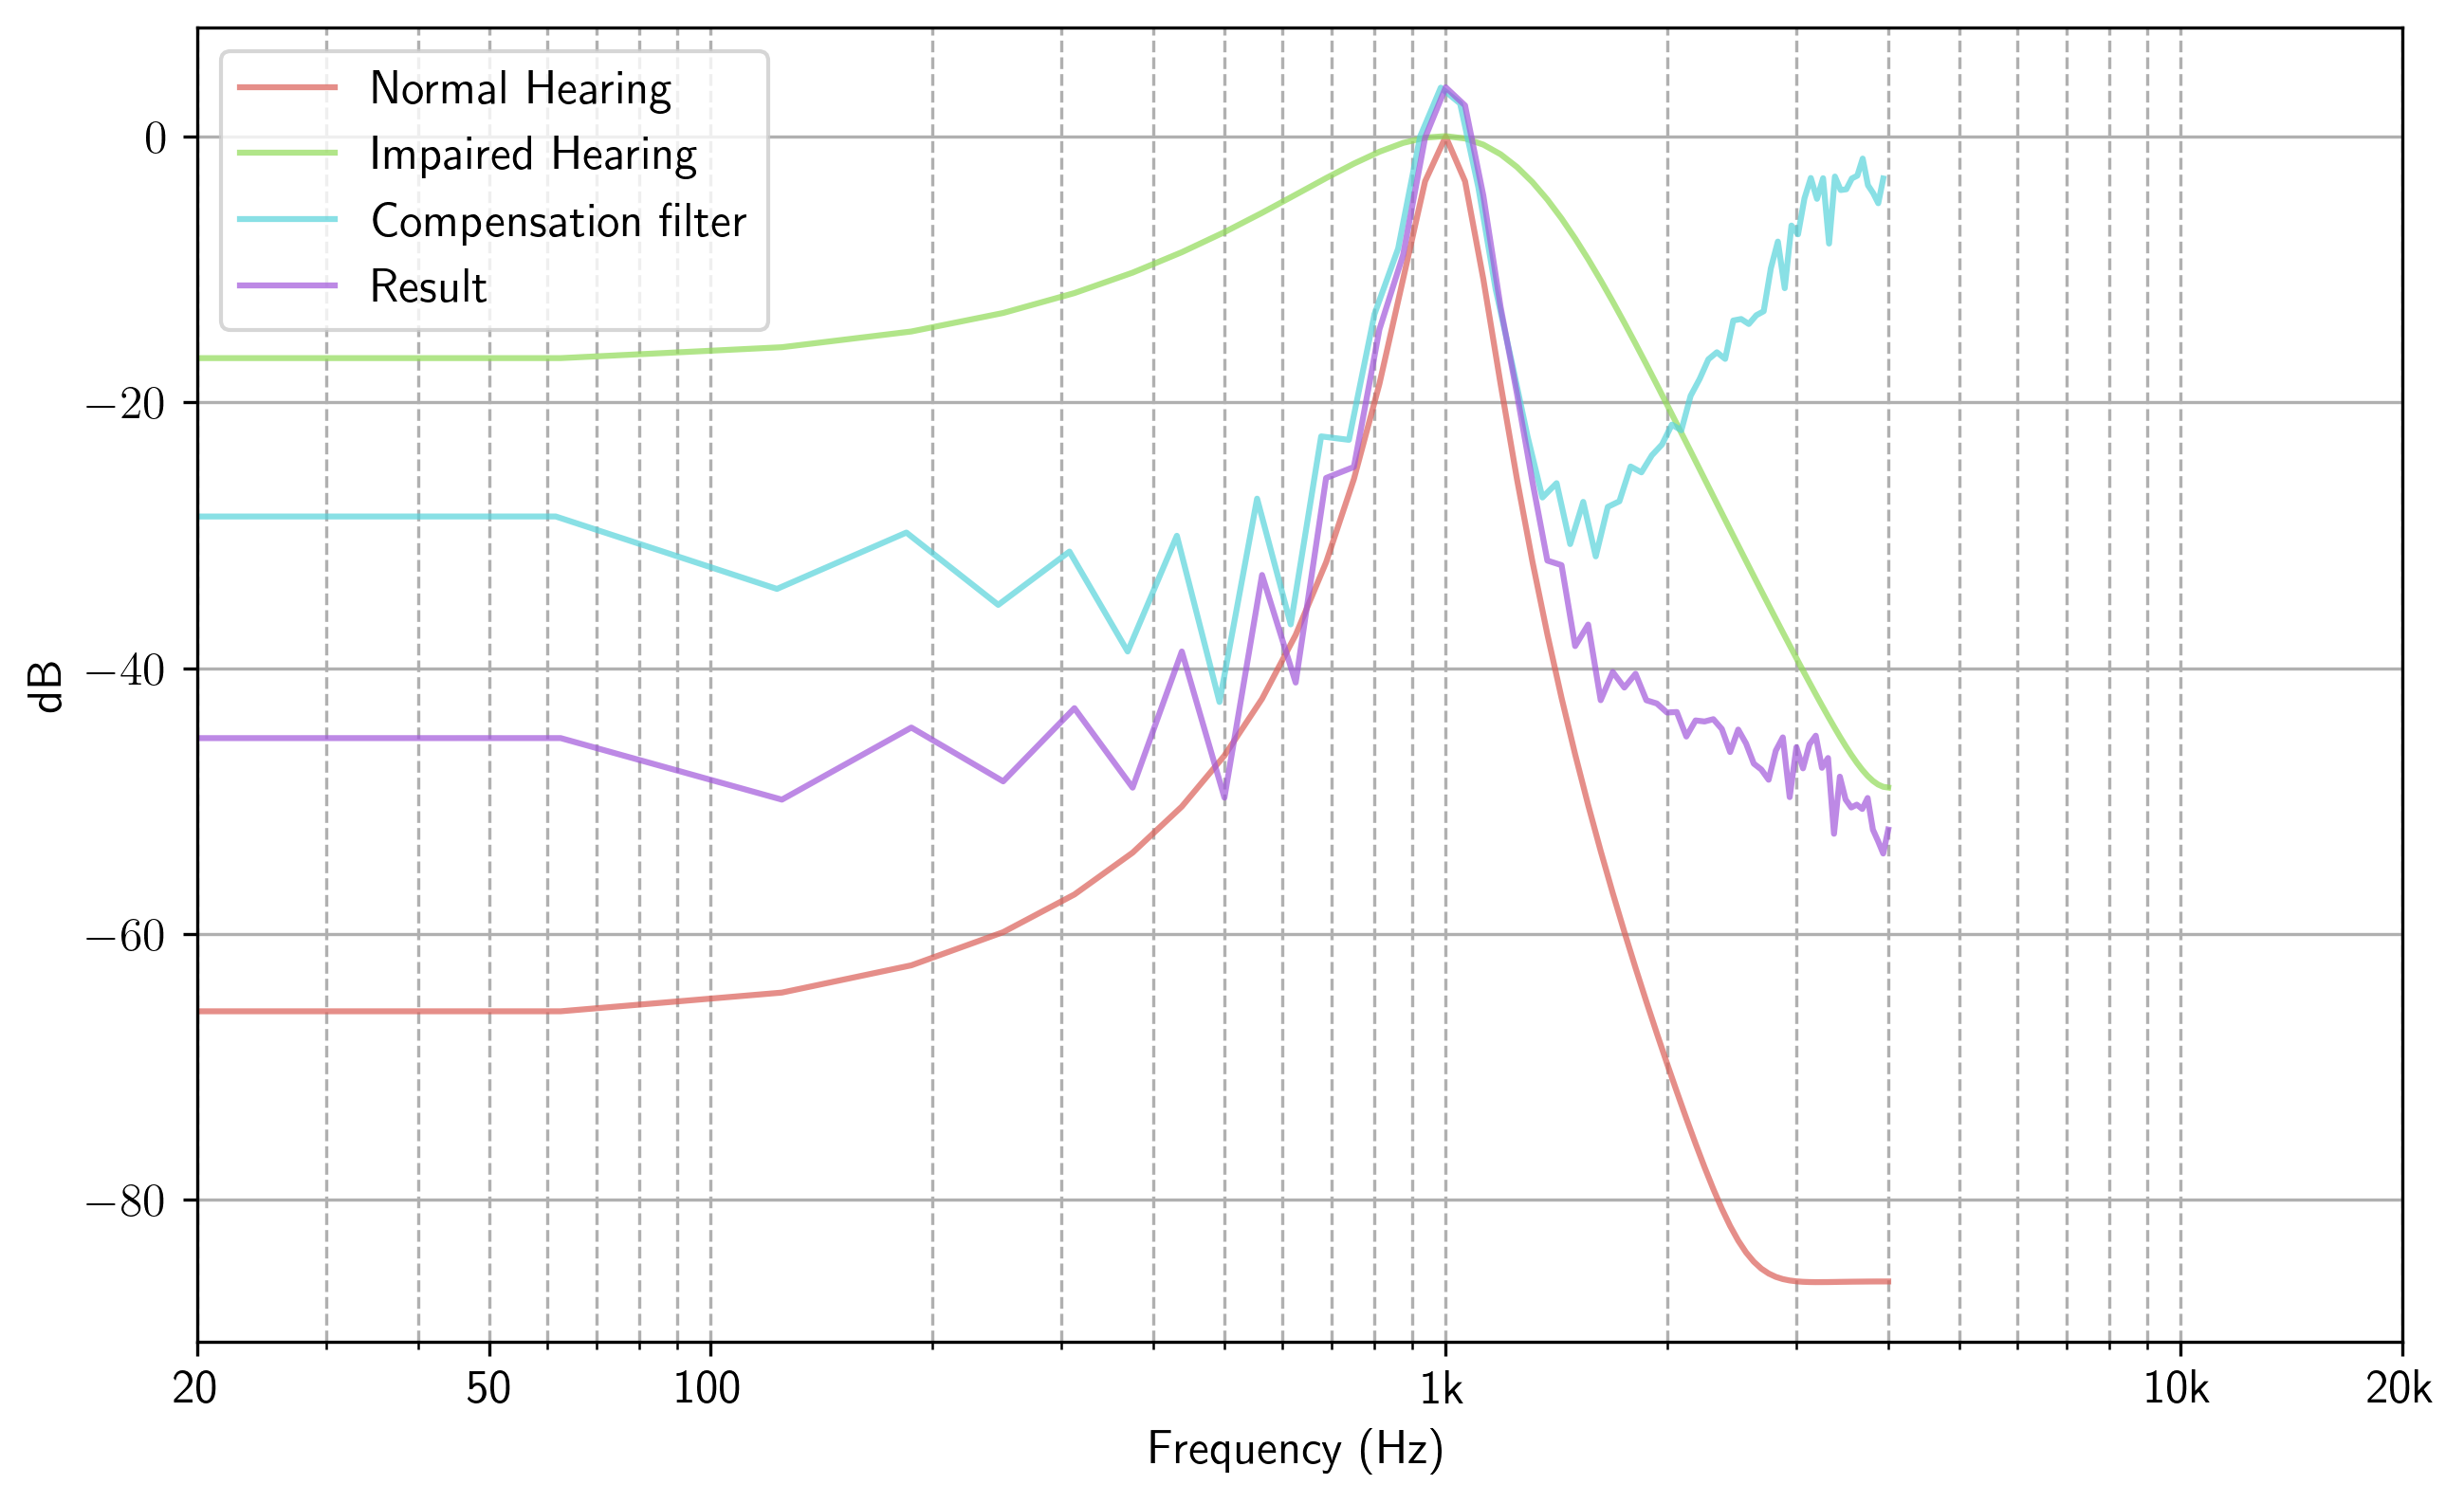 Normal Hearing
Impaired Hearing
Compensation filter
Result
0
−20
−40
−60
−80
dB
20 50 100 1k 10k 20k
Frequency (Hz)